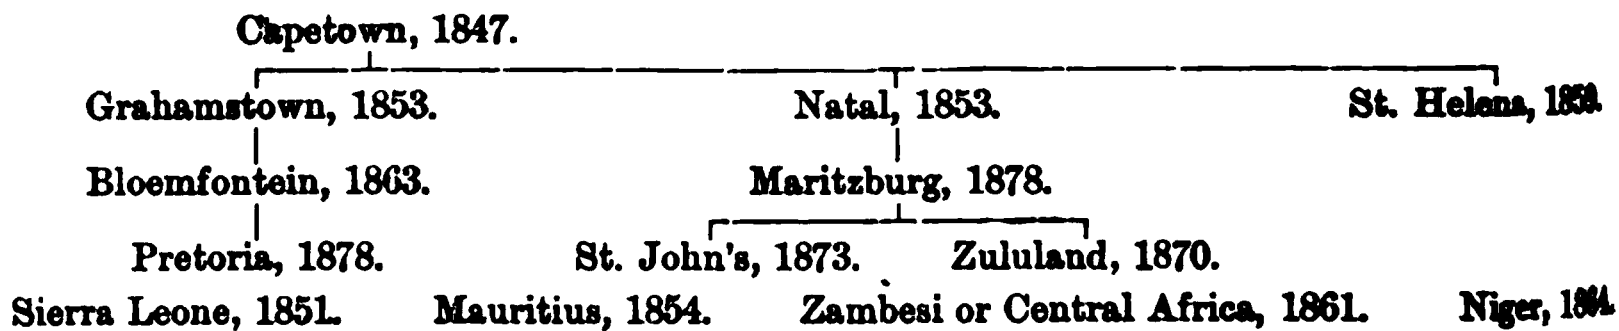 Capetown, 1847.
Grahamstown, 1853. Natal, 1853. St. Helena, 1859.
Bloemfontein, 1863. Maritzburg, 1878.
Pretoria, 1878. St. John's, 1873. Zululand, 1870.
Sierra Leone, 1851. Mauritius, 1854. Zambesi or Central Africa, 1861. Niger, 1864.